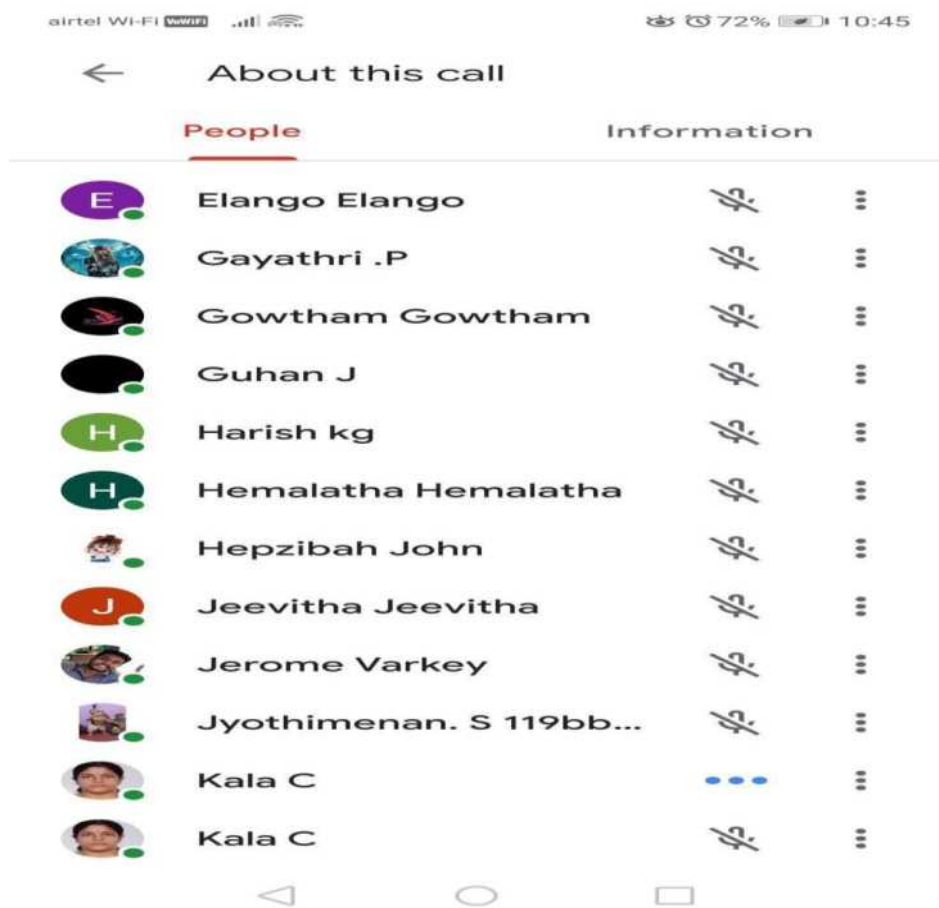 airtel Wi-Fi VoWiFi 72% 10:45
About this call
People Information
E Elango Elango
Gayathri .P
Gowtham Gowtham
Guhan J
H Harish kg
H Hemalatha Hemalatha
Hepzibah John
J Jeevitha Jeevitha
Jerome Varkey
Jyothimenan. S 119bb...
Kala C
Kala C